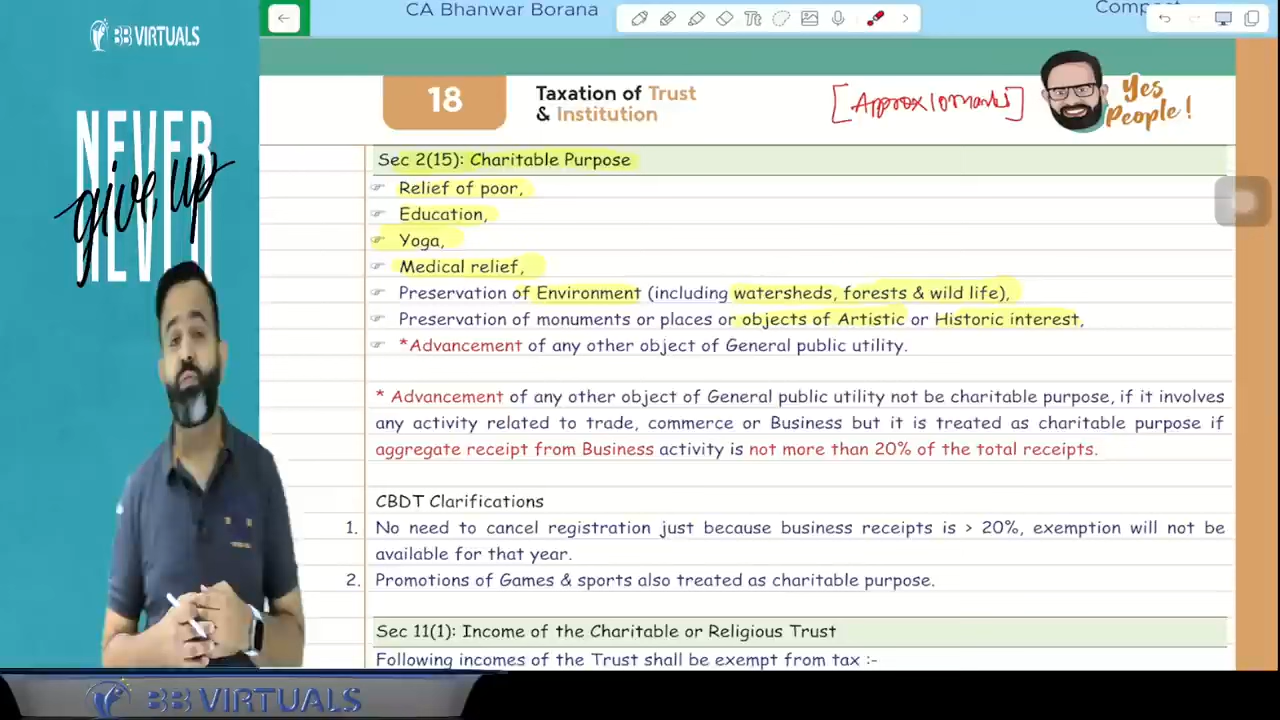 BB VIRTUALS
NEVER
give up
NEVER
CA Bhanwar Borana
18
Taxation of Trust
& Institution
[Approx 10 marks]
Yes
People!
Sec 2(15): Charitable Purpose
Relief of poor,
Education,
Yoga,
Medical relief,
Preservation of Environment (including watersheds, forests & wild life),
Preservation of monuments or places or objects of Artistic or Historic interest,
*Advancement of any other object of General public utility.
* Advancement of any other object of General public utility not be charitable purpose, if it involves
any activity related to trade, commerce or Business but it is treated as charitable purpose if
aggregate receipt from Business activity is not more than 20% of the total receipts.
CBDT Clarifications
1. No need to cancel registration just because business receipts is > 20%, exemption will not be
available for that year.
2. Promotions of Games & sports also treated as charitable purpose.
Sec 11(1): Income of the Charitable or Religious Trust
Following incomes of the Trust shall be exempt from tax :-
BB VIRTUALS